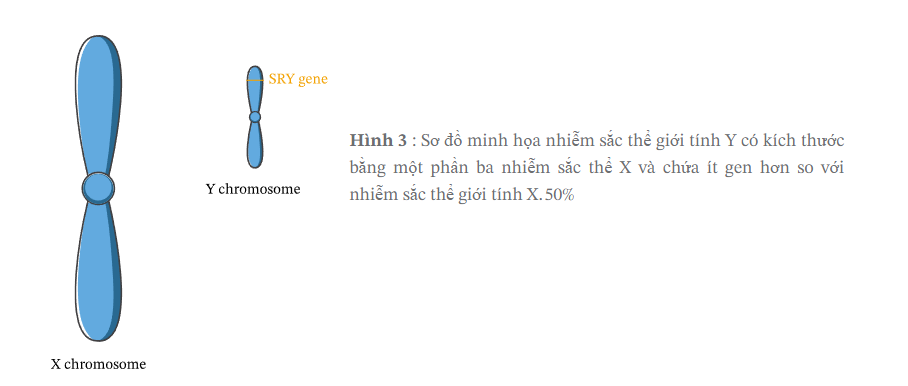 SRY gene
Y chromosome
X chromosome
Hình 3 : Sơ đồ minh họa nhiễm sắc thể giới tính Y có kích thước
bằng một phần ba nhiễm sắc thể X và chứa ít gen hơn so với
nhiễm sắc thể giới tính X.50%